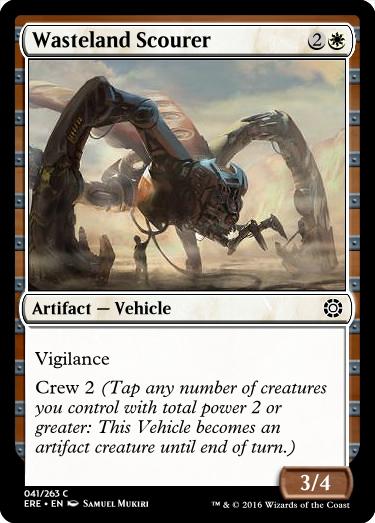 Wasteland Scourer 2
Artifact — Vehicle
Vigilance
Crew 2 (Tap any number of creatures
you control with total power 2 or
greater: This Vehicle becomes an
artifact creature until end of turn.)
3/4
041/263 C
ERE • EN SAMUEL MUKIRI
™ & © 2016 Wizards of the Coast